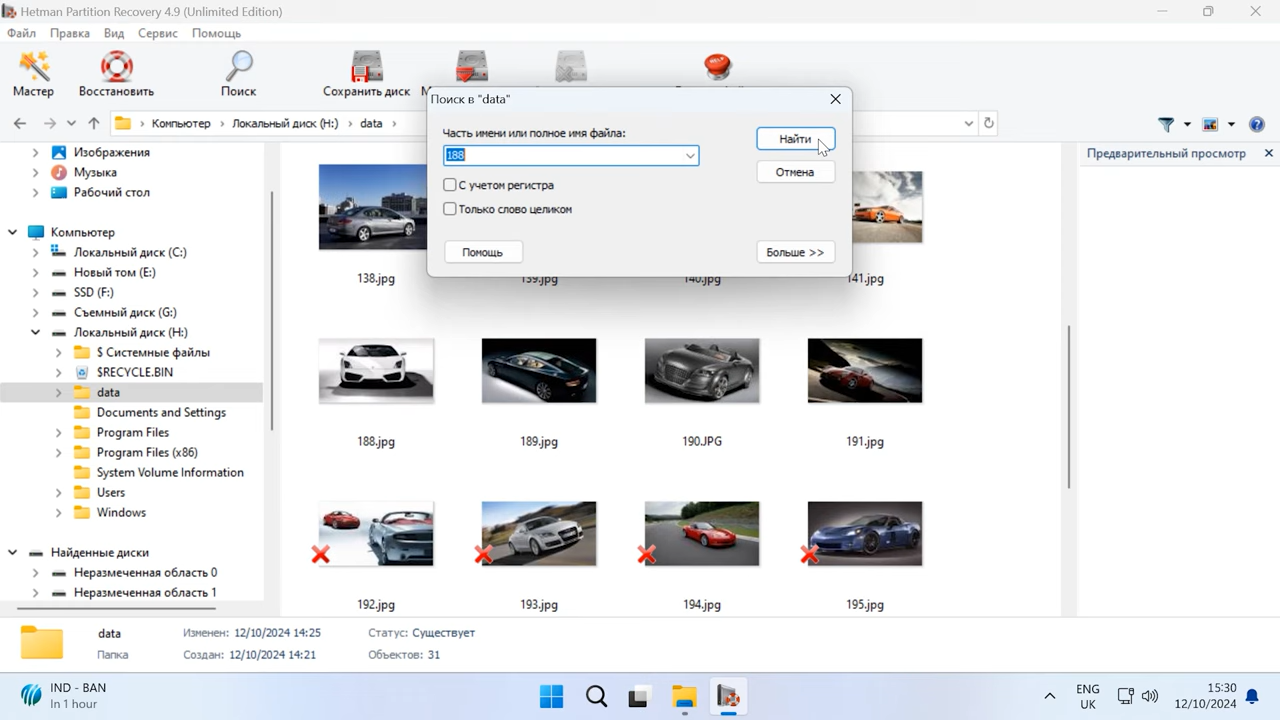 Hetman Partition Recovery 4.9 (Unlimited Edition)
Файл Правка Вид Сервис Помощь
Мастер Восстановить Поиск Сохранить диск
Компьютер Локальный диск (H:) data
Поиск в "data"
Часть имени или полное имя файла:
188
С учетом регистра
Только слово целиком
Найти
Отмена
Помощь
Больше >>
Предварительный просмотр
Изображения
Музыка
Рабочий стол
Компьютер
Локальный диск (C:)
Новый том (E:)
SSD (F:)
Съемный диск (G:)
Локальный диск (H:)
$ Системные файлы
$RECYCLE.BIN
data
Documents and Settings
Program Files
Program Files (x86)
System Volume Information
Users
Windows
Найденные диски
Неразмеченная область 0
Неразмеченная область 1
138.jpg 139.jpg 140.jpg 141.jpg
188.jpg 189.jpg 190.JPG 191.jpg
192.jpg 193.jpg 194.jpg 195.jpg
data Изменен: 12/10/2024 14:25 Статус: Существует
Папка Создан: 12/10/2024 14:21 Объектов: 31
IND - BAN
In 1 hour
ENG
UK
15:30
12/10/2024